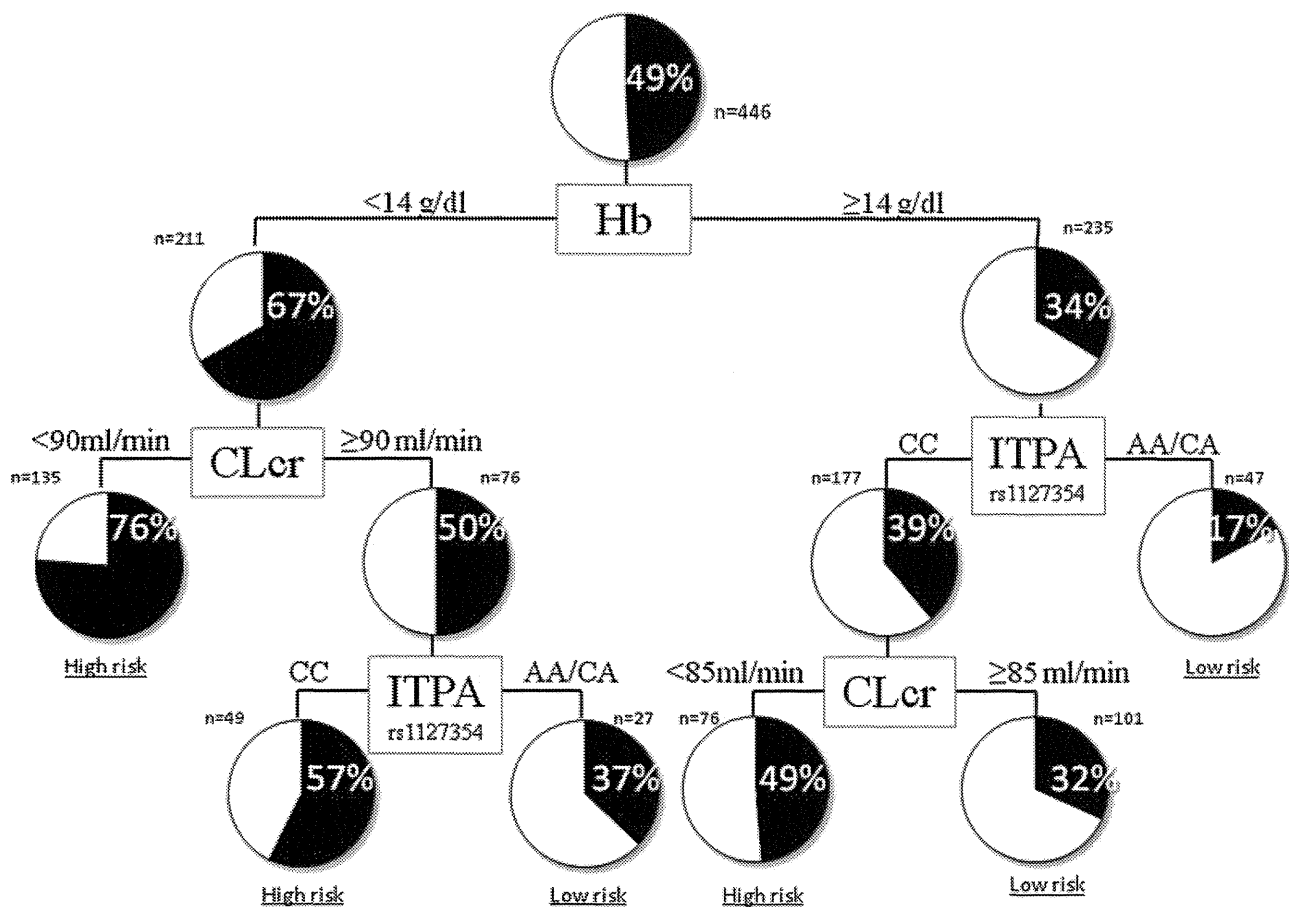 49%
n=446
<14 g/dl
Hb
≥14 g/dl
n=211
67%
n=235
34%
<90ml/min
CLcr
≥90 ml/min
n=135
76%
High risk
n=76
50%
CC
ITPA
rs1127354
AA/CA
n=177
39%
n=47
17%
Low risk
CC
ITPA
rs1127354
AA/CA
n=49
57%
High risk
n=27
37%
Low risk
<85ml/min
CLcr
≥85 ml/min
n=76
49%
High risk
n=101
32%
Low risk